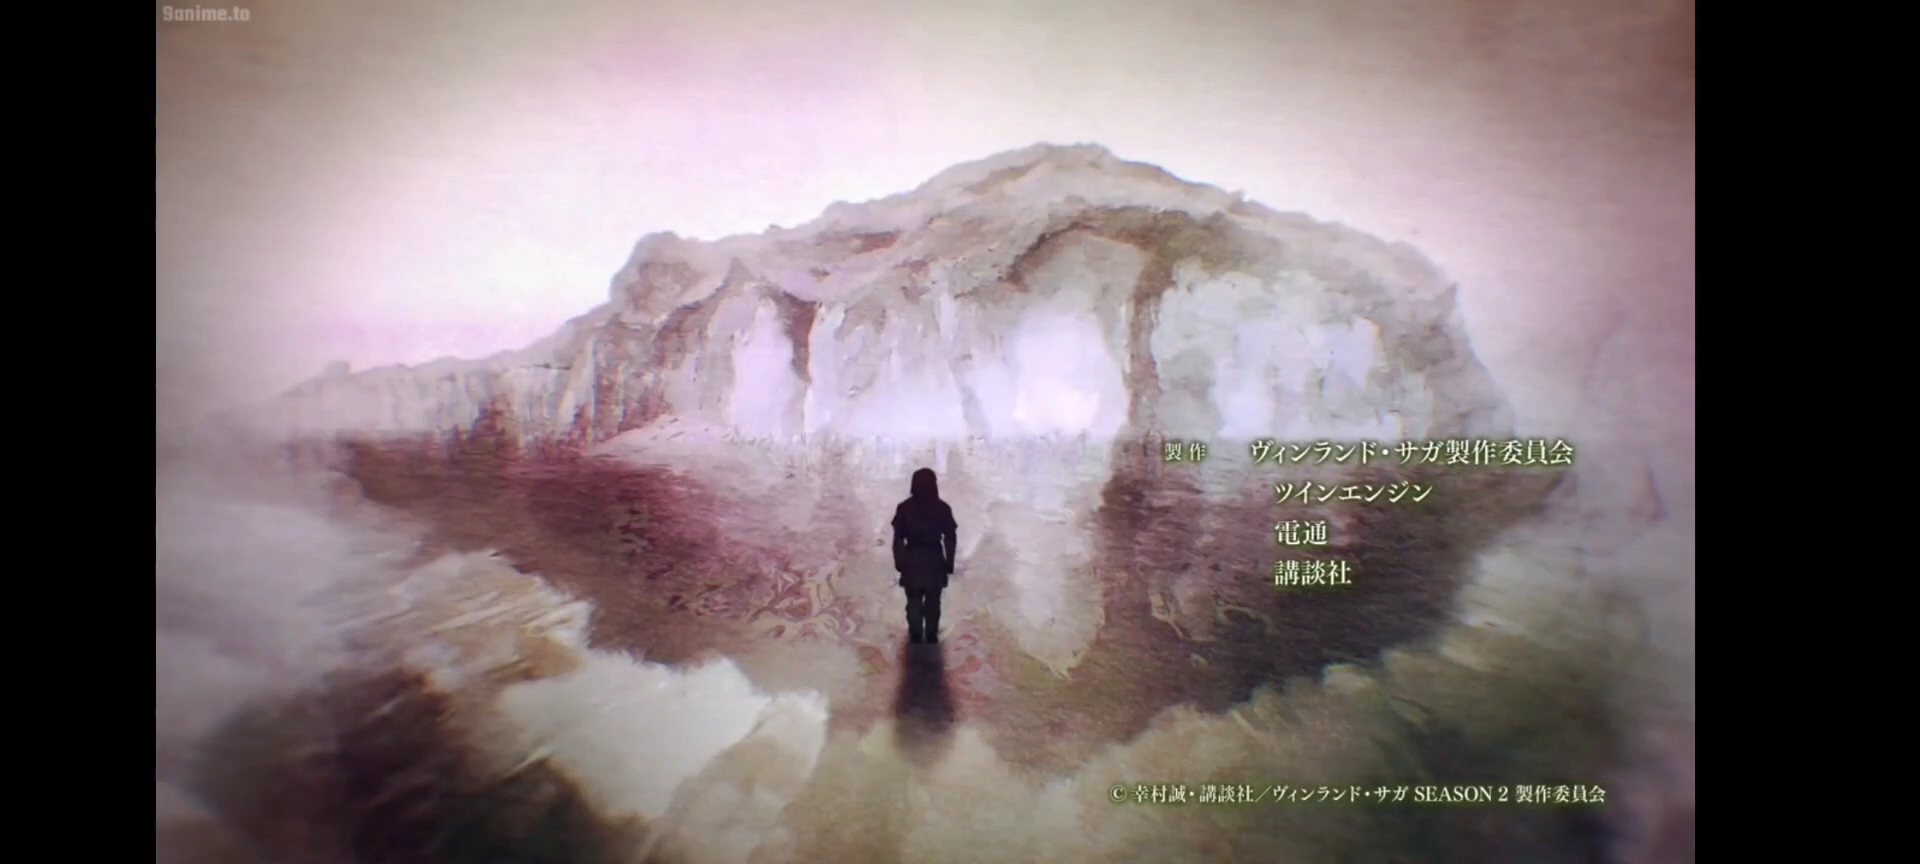 9anime.to
製作 ヴィンランド・サガ製作委員会
ツインエンジン
電通
講談社
© 幸村誠・講談社／ヴィンランド・サガ SEASON 2 製作委員会